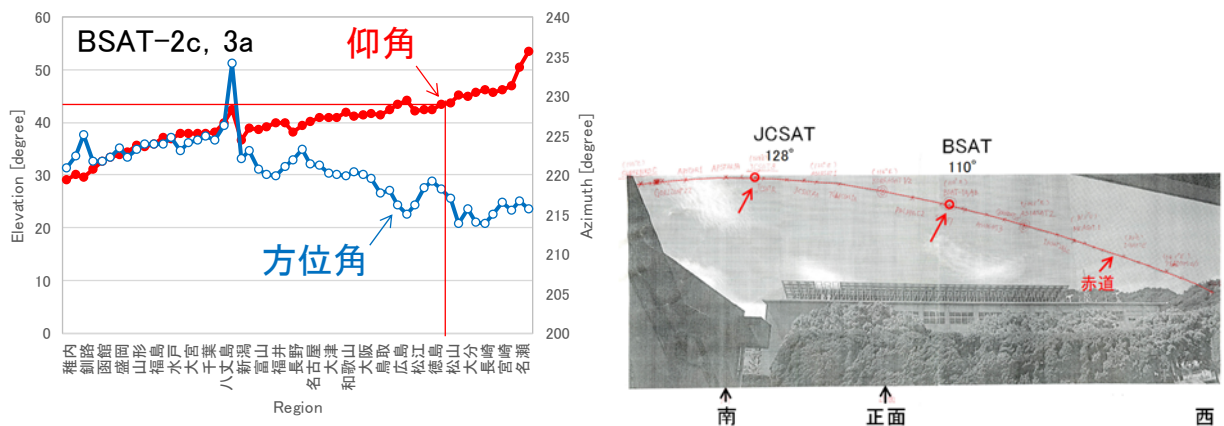 BSAT-2c, 3a
仰角
方位角
Elevation [degree]
60
50
40
30
20
10
0
Azimuth [degree]
240
235
230
225
220
215
210
205
200
稚内
釧路
函館
盛岡
山形
福島
水戸
大宮
千葉
八丈島
新潟
富山
福井
長野
名古屋
大津
和歌山
大阪
鳥取
広島
松江
徳島
松山
大分
長崎
宮崎
名瀬
Region
JCSAT
128°
BSAT
110°
赤道
南
正面
西